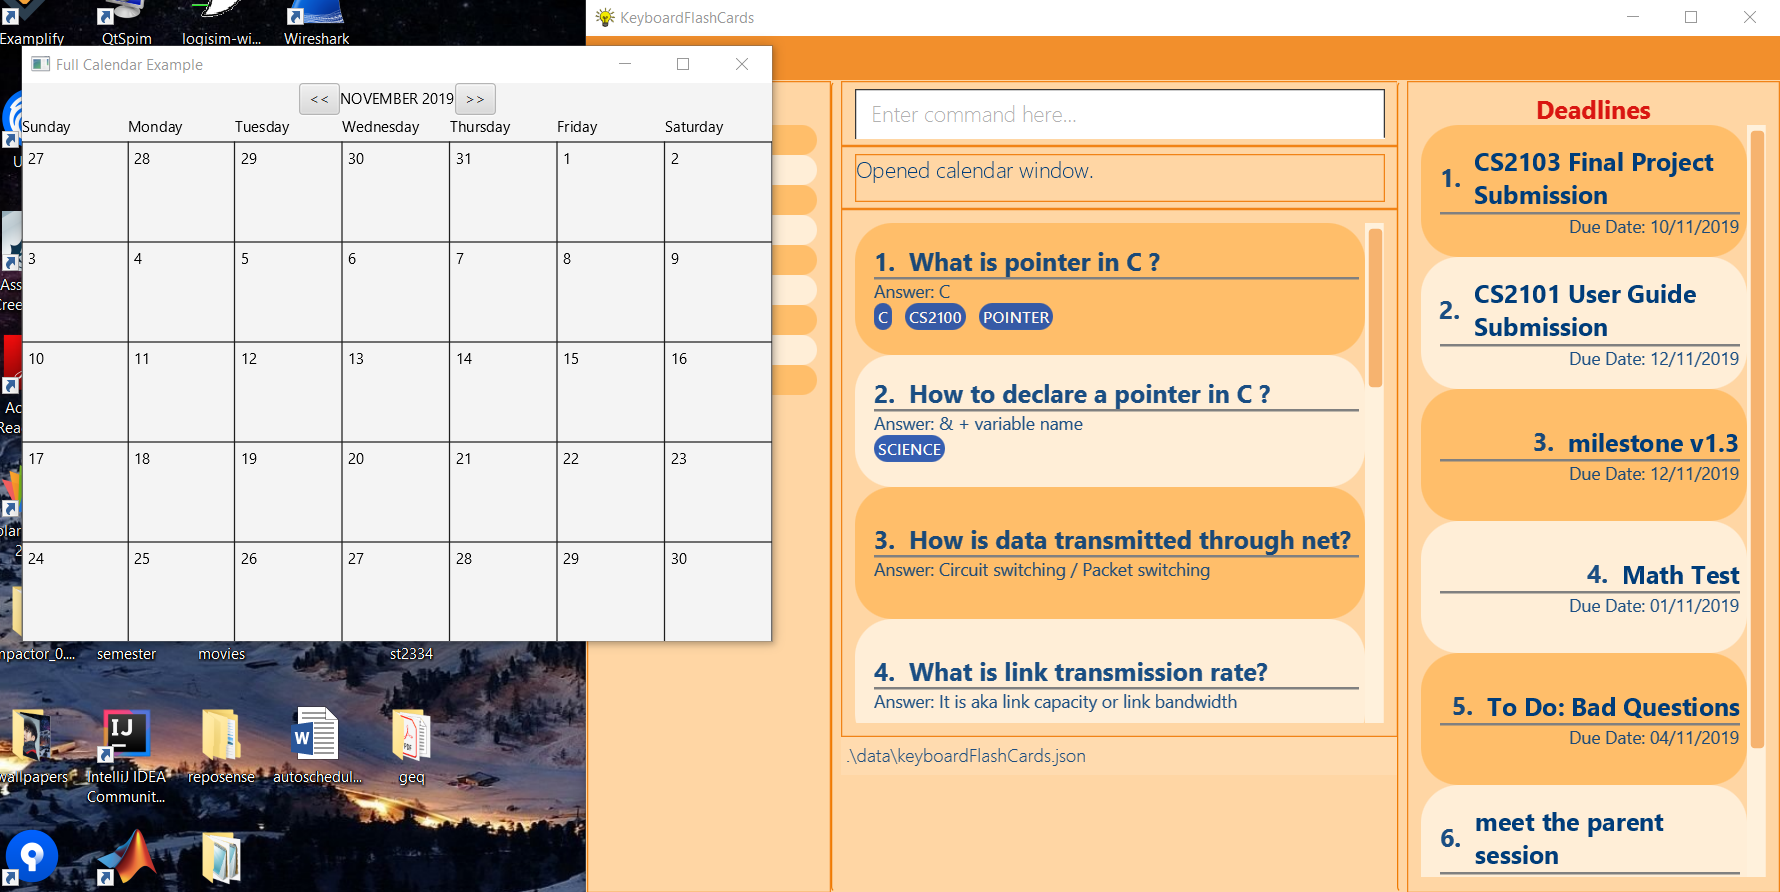 Examplify
QtSpim
logisim-wi...
Wireshark
KeyboardFlashCards
Full Calendar Example
<< NOVEMBER 2019 >>
Sunday Monday Tuesday Wednesday Thursday Friday Saturday
27 28 29 30 31 1 2
3 4 5 6 7 8 9
10 11 12 13 14 15 16
17 18 19 20 21 22 23
24 25 26 27 28 29 30
semester
movies
st2334
wallpapers
IntelliJ IDEA
Communit...
reposense
autoschedul...
geq
Enter command here...
Opened calendar window.
1. What is pointer in C ?
Answer: C
C CS2100 POINTER
2. How to declare a pointer in C ?
Answer: & + variable name
SCIENCE
3. How is data transmitted through net?
Answer: Circuit switching / Packet switching
4. What is link transmission rate?
Answer: It is aka link capacity or link bandwidth
.\data\keyboardFlashCards.json
Deadlines
1. CS2103 Final Project
Submission
Due Date: 10/11/2019
2. CS2101 User Guide
Submission
Due Date: 12/11/2019
3. milestone v1.3
Due Date: 12/11/2019
4. Math Test
Due Date: 01/11/2019
5. To Do: Bad Questions
Due Date: 04/11/2019
6. meet the parent
session